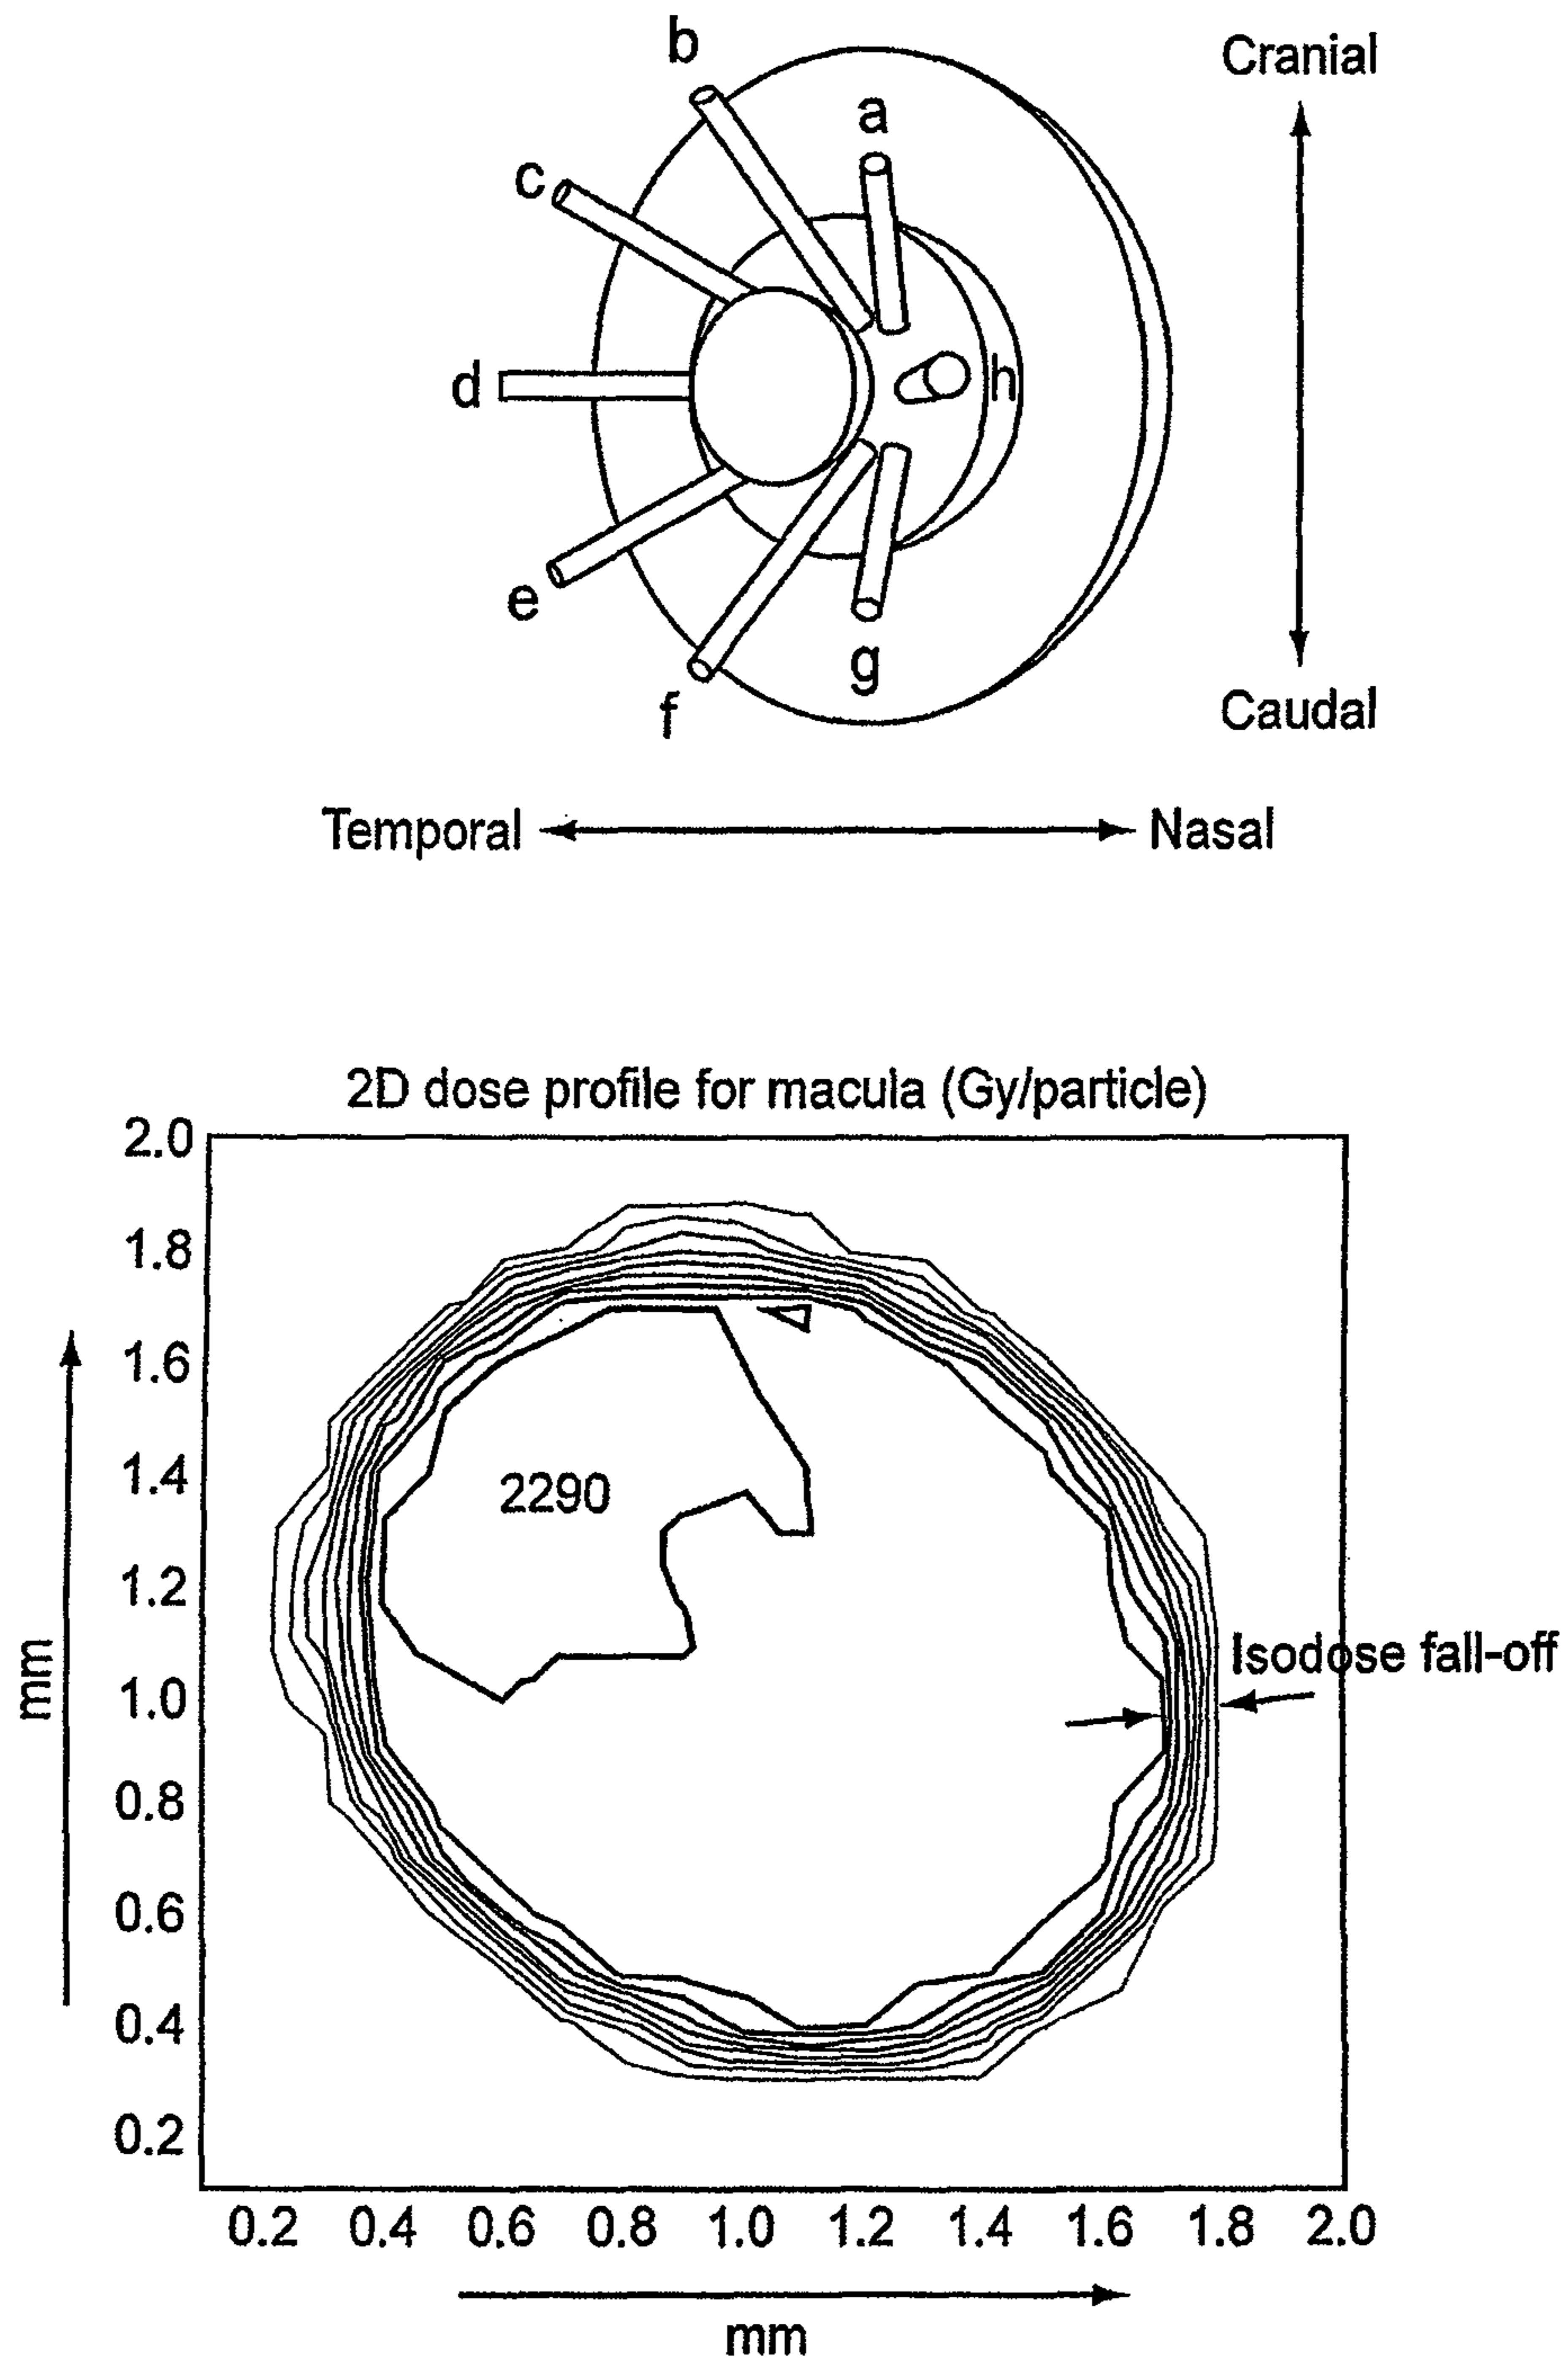 b
Cranial
a
c
d
h
e
g
f
Caudal
Temporal
Nasal
2D dose profile for macula (Gy/particle)
2.0
1.8
1.6
1.4
2290
1.2
Isodose fall-off
mm
1.0
0.8
0.6
0.4
0.2
0.2 0.4 0.6 0.8 1.0 1.2 1.4 1.6 1.8 2.0
mm